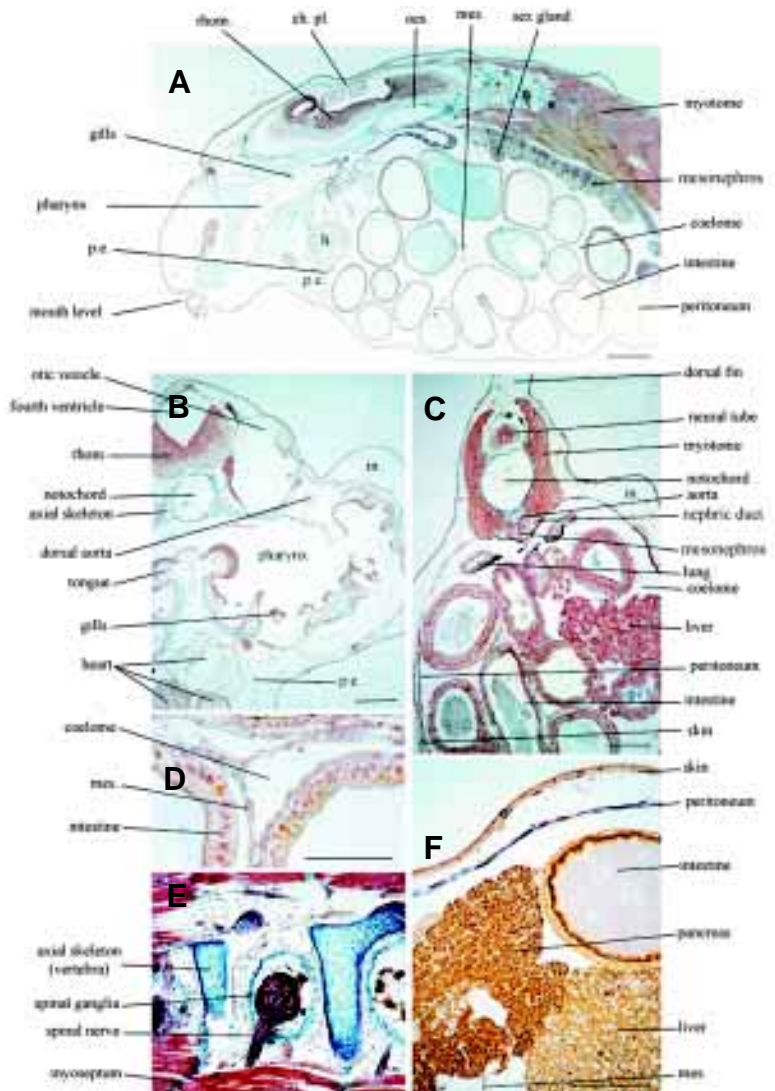 rhom.
ch. pl.
oes.
mes.
sex gland
A
myotome
gills
mesonephros
pharynx
coelome
p.c.
h
intestine
p.c.
peritoneum
mouth level
otic vesicle
dorsal fin
fourth ventricle
B
C
neural tube
rhom
myotome
in
notochord
notochord
in
axial skeleton
aorta
nephric duct
dorsal aorta
pharynx
mesonephros
tongue
lung
coelome
gills
liver
heart
p.c.
peritoneum
intestine
coelome
skin
D
mes
skin
intestine
peritoneum
F
E
intestine
axial skeleton
(vertebra)
pancreas
spinal ganglia
spinal nerve
liver
myoseptum
mes